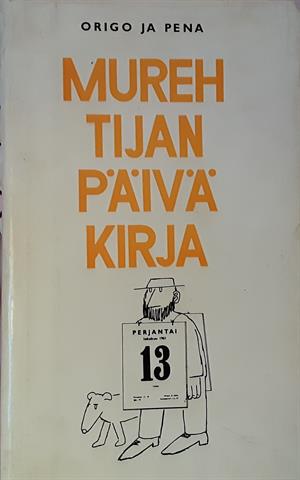 ORIGO JA PENA
MUREH
TIJAN
PÄIVÄ
KIRJA
PERJANTAI
13